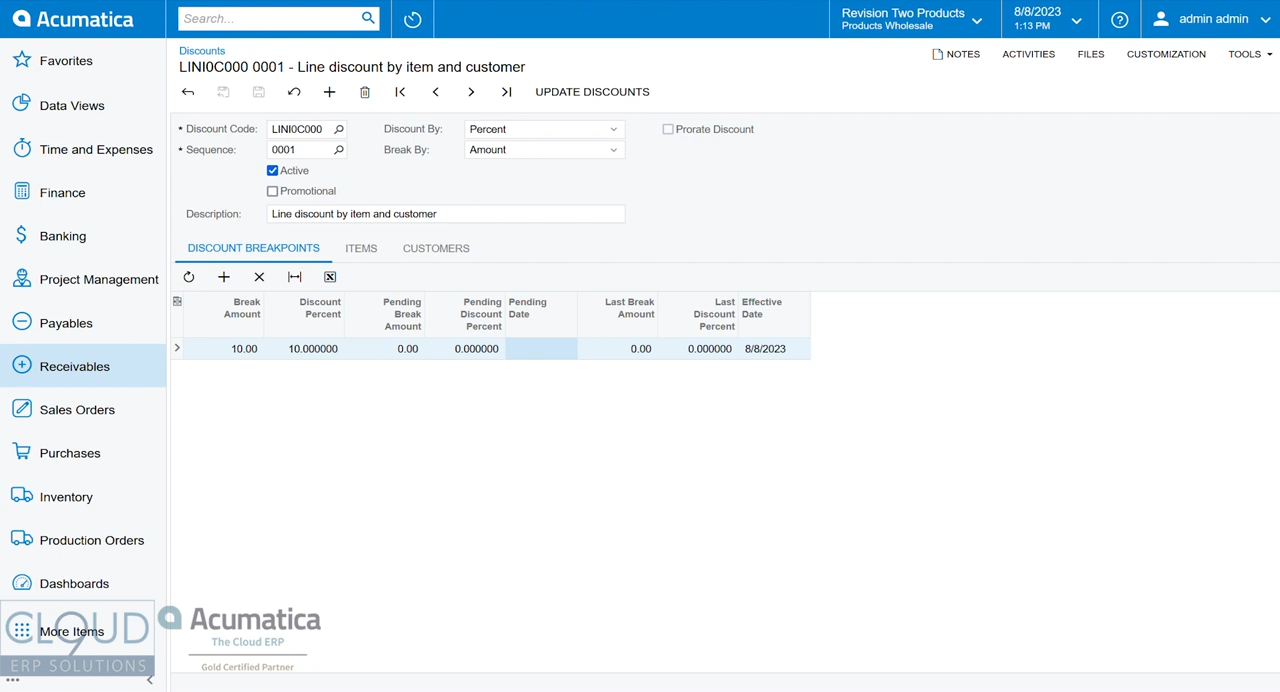 Acumatica
Search...
Revision Two Products
Products Wholesale
8/8/2023
1:13 PM
admin admin
Favorites
Data Views
Time and Expenses
Finance
Banking
Project Management
Payables
Receivables
Sales Orders
Purchases
Inventory
Production Orders
Dashboards
More Items
Discounts
LINI0C000 0001 - Line discount by item and customer
NOTES
ACTIVITIES
FILES
CUSTOMIZATION
TOOLS
UPDATE DISCOUNTS
* Discount Code: LINI0C000
Discount By: Percent
Prorate Discount
* Sequence: 0001
Break By: Amount
Active
Promotional
Description: Line discount by item and customer
DISCOUNT BREAKPOINTS
ITEMS
CUSTOMERS
Break Amount
Discount Percent
Pending Break Amount
Pending Discount Percent
Pending Date
Last Break Amount
Last Discount Percent
Effective Date
10.00 10.000000 0.00 0.000000 0.00 0.000000 8/8/2023
CLOUD 9
ERP SOLUTIONS
Acumatica
The Cloud ERP
Gold Certified Partner